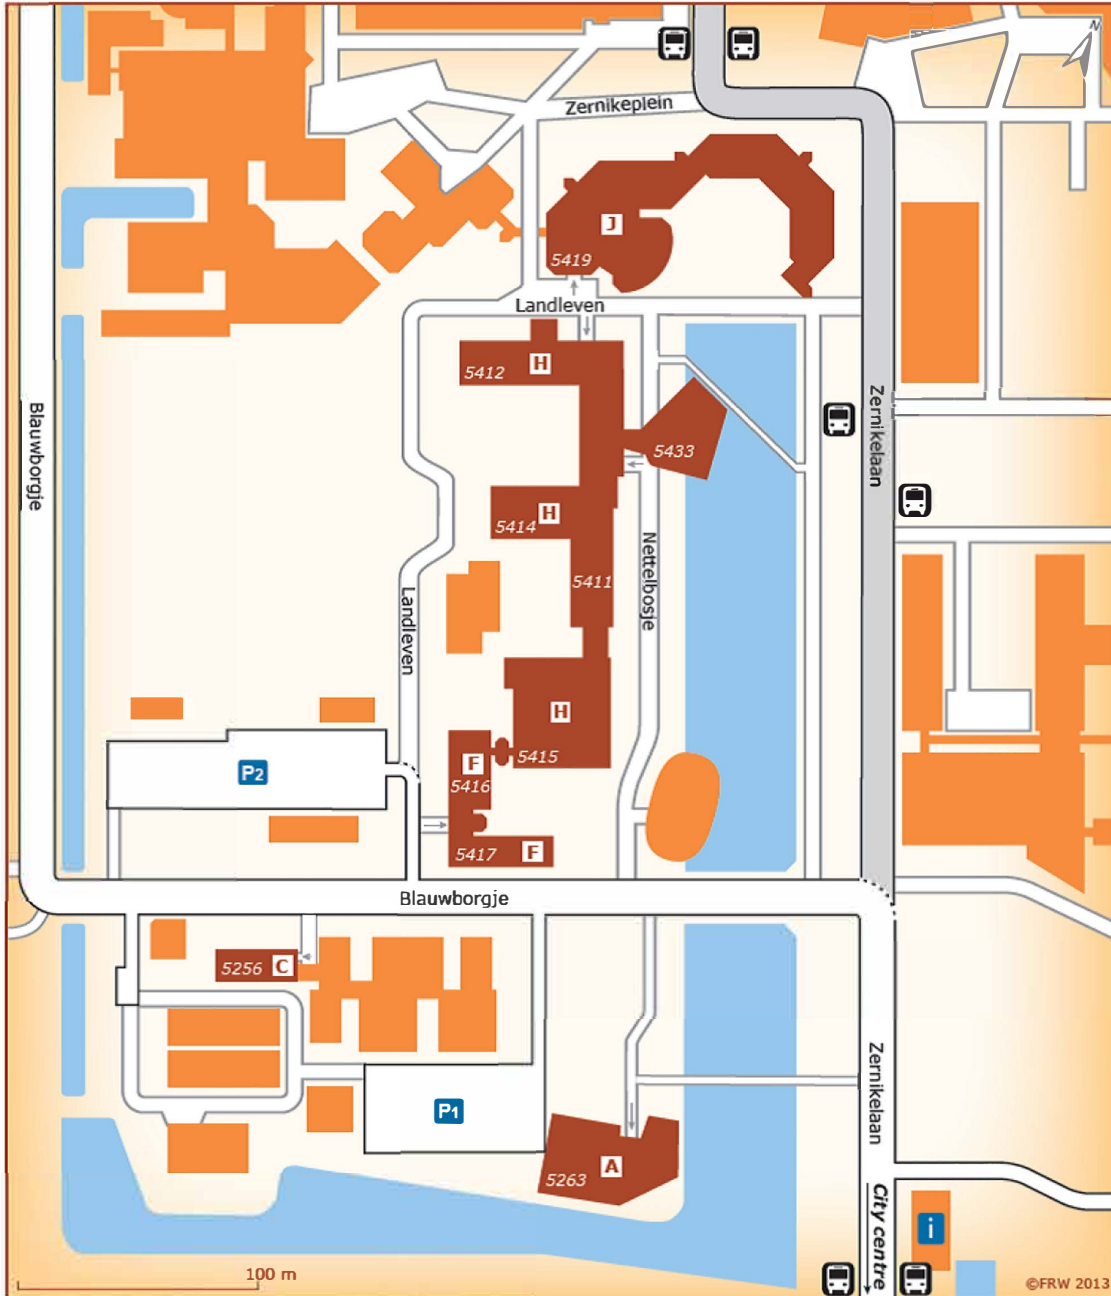 N
Zernikeplein
J
5419
Landleven
H
5412
Blauwborgje
Zernikelaan
5433
H
5414
Nettelbosje
5411
Landleven
H
F
5415
P2
5416
F
5417
Blauwborgje
5256 C
Zernikelaan
P1
A
5263
City centre
i
100 m
©FRW 2013